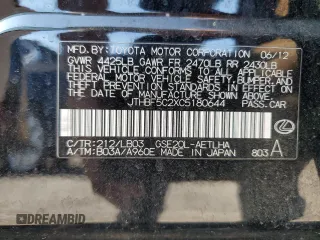 MFD. BY: TOYOTA MOTOR CORPORATION 06/12
GVWR 4425LB GAWR FR 2470LB RR 2430LB
THIS VEHICLE CONFORMS TO ALL APPLICABLE
FEDERAL MOTOR VEHICLE SAFETY, BUMPER, AND
THEFT PREVENTION STANDARDS IN EFFECT ON
THE DATE OF MANUFACTURE SHOWN ABOVE.
JTHBF5C2XC5180644 PASS. CAR
C/TR: 212/LB03 GSE20L-AETLHA
A/TM: B03A/A960E MADE IN JAPAN 803 A
DREAMBID